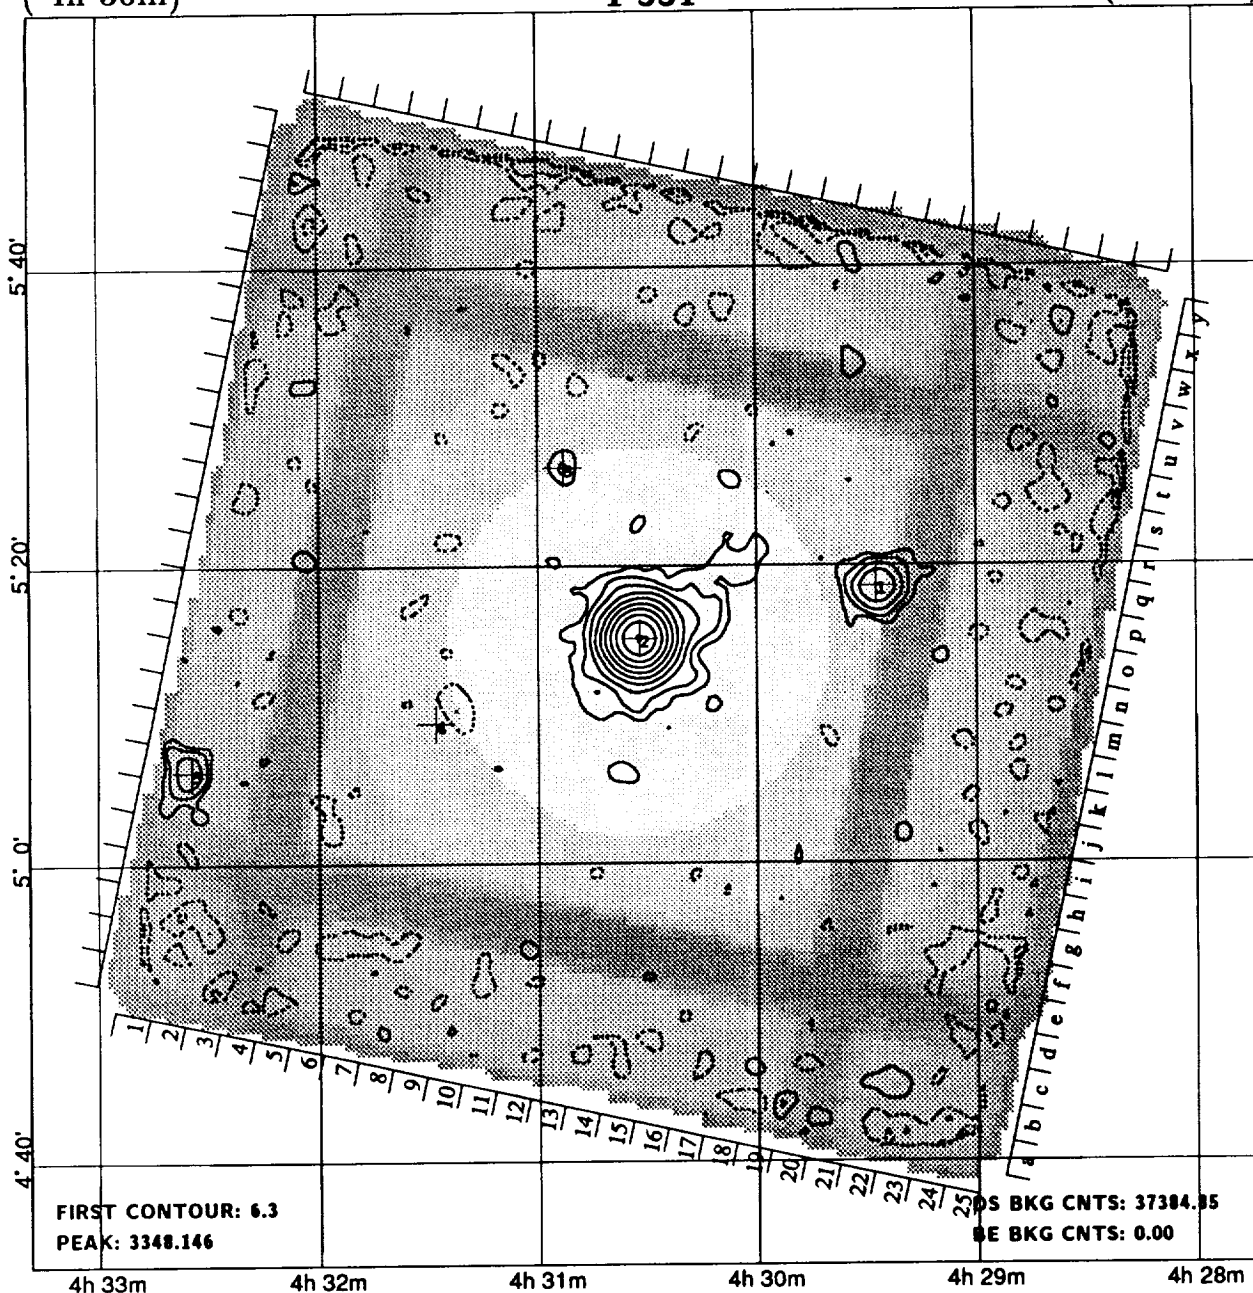 5° 40'
5° 20'
5° 0'
4° 40'
y
x
w
v
u
t
s
r
q
p
o
n
m
l
k
j
i
h
g
f
e
d
c
b
a
1
2
1 2 3 4 5 6 7 8 9 10 11 12 13 14 15 16 17 18 19 20 21 22 23 24 25
FIRST CONTOUR: 6.3
PEAK: 3348.146
DS BKG CNTS: 37384.85
BE BKG CNTS: 0.00
4h 33m 4h 32m 4h 31m 4h 30m 4h 29m 4h 28m